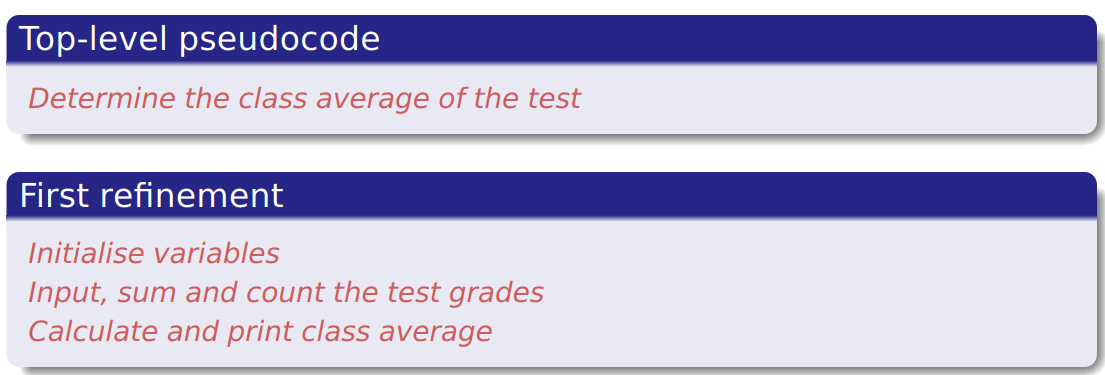 Top-level pseudocode
Determine the class average of the test
First refinement
Initialise variables
Input, sum and count the test grades
Calculate and print class average